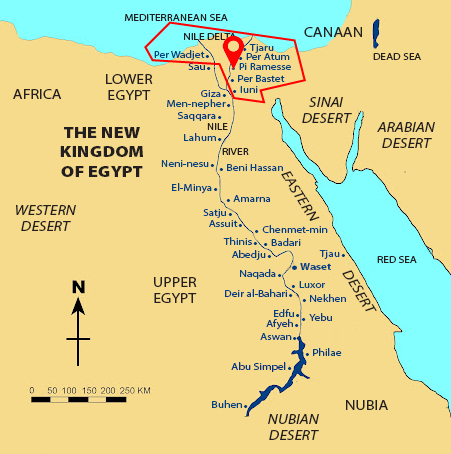 MEDITERRANEAN SEA
CANAAN
NILE DELTA
Tjaru
Per Wadjet
Per Atum
DEAD SEA
Sau
Pi Ramesse
LOWER
EGYPT
Per Bastet
AFRICA
Giza
Iuni
Men-nepher
SINAI
DESERT
Saqqara
THE NEW
KINGDOM
OF EGYPT
NILE
ARABIAN
DESERT
Lahum
RIVER
Neni-nesu
Beni Hassan
EASTERN
El-Minya
Amarna
WESTERN
DESERT
Satju
Assuit
Chenmet-min
Thinis
Badari
Abedju
Tjau
RED SEA
Waset
Naqada
DESERT
UPPER
EGYPT
Luxor
Deir al-Bahari
Nekhen
N
Edfu
Yebu
Afyeh
Aswan
Philae
Abu Simpel
0 50 100 150 200 250 KM
Buhen
NUBIA
NUBIAN
DESERT